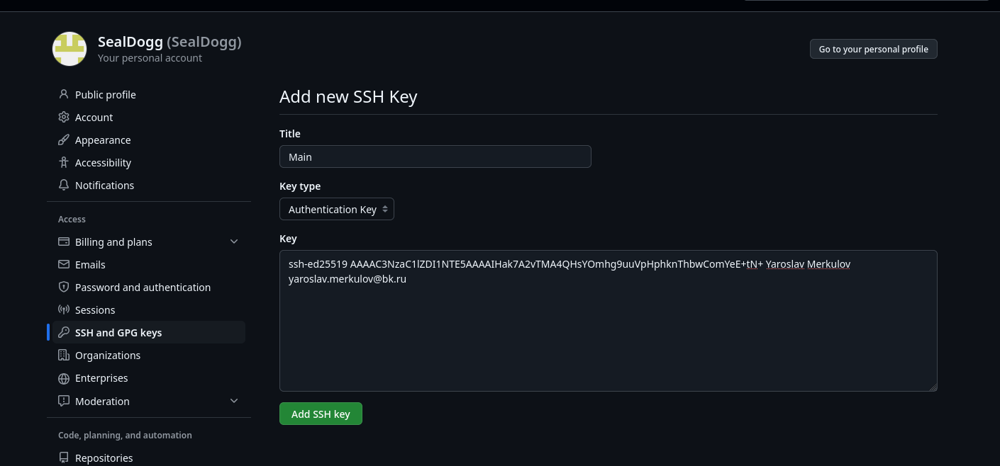 SealDogg (SealDogg)
Your personal account
Go to your personal profile
Public profile
Account
Appearance
Accessibility
Notifications
Access
Billing and plans
Emails
Password and authentication
Sessions
SSH and GPG keys
Organizations
Enterprises
Moderation
Code, planning, and automation
Repositories
Add new SSH Key
Title
Main
Key type
Authentication Key
Key
ssh-ed25519 AAAAC3NzaC1lZDI1NTE5AAAAIHak7A2vTMA4QHsYOmhg9uuVpHphknThbwComYeE+tN+ Yaroslav Merkulov
yaroslav.merkulov@bk.ru
Add SSH key